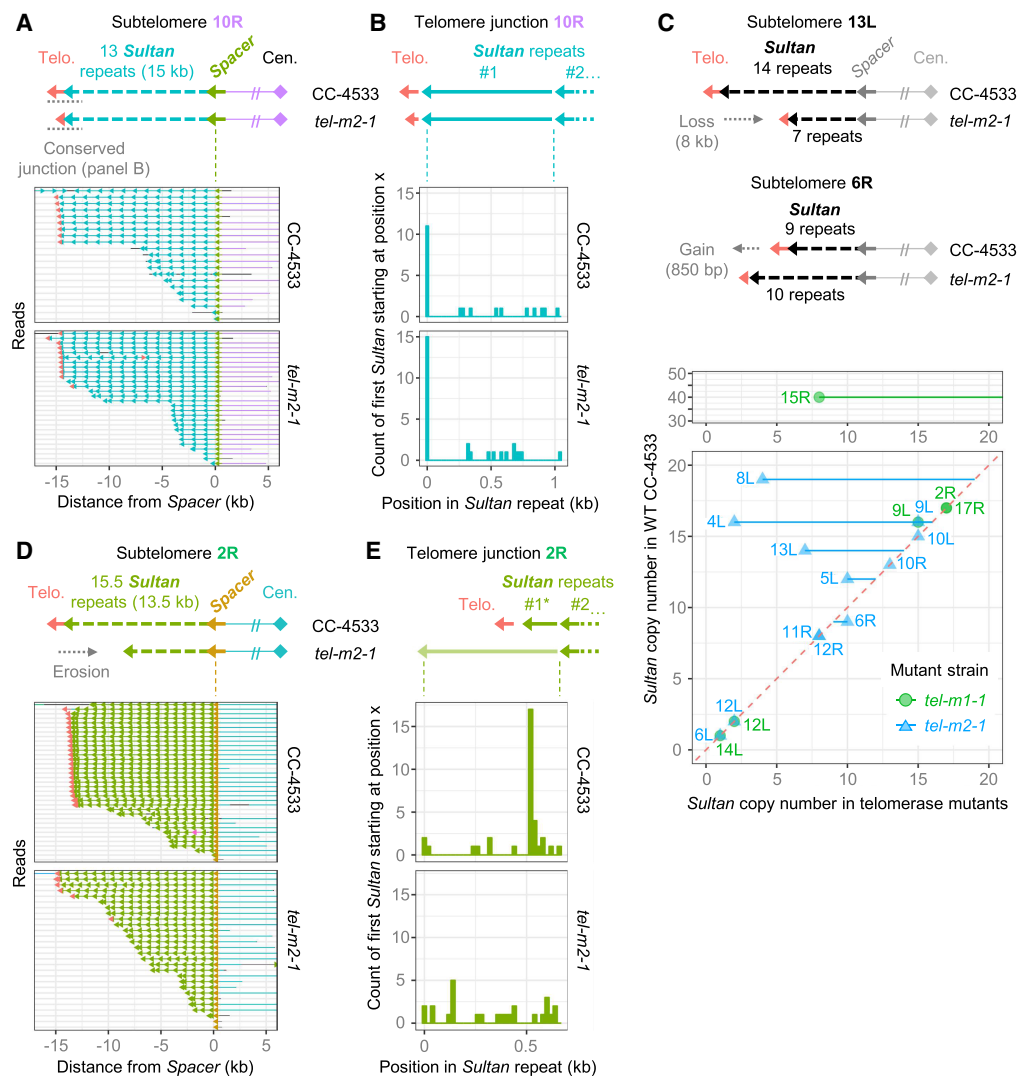 A
Subtelomere 10R
Telo.
13 Sultan
repeats (15 kb)
Spacer
Cen.
CC-4533
tel-m2-1
Conserved
junction (panel B)
Reads
CC-4533
tel-m2-1
-15
-10
-5
0
5
Distance from Spacer (kb)
B
Telomere junction 10R
Telo.
Sultan repeats
#1
#2...
Count of first Sultan starting at position x
15
10
5
0
CC-4533
15
10
5
0
tel-m2-1
0
0.5
1
Position in Sultan repeat (kb)
C
Subtelomere 13L
Telo.
Sultan
14 repeats
Spacer
CC-4533
tel-m2-1
Loss
(8 kb)
7 repeats
Subtelomere 6R
Sultan
9 repeats
Gain
(850 bp)
CC-4533
tel-m2-1
10 repeats
50
40
30
15R
0
5
10
15
20
Sultan copy number in WT CC-4533
20
15
10
5
0
8L
2R
17R
9L
9L
4L
10L
13L
10R
5L
6R
11R
12R
12L
12L
6L
14L
Mutant strain
tel-m1-1
tel-m2-1
0
5
10
15
20
Sultan copy number in telomerase mutants
D
Subtelomere 2R
Telo.
15.5 Sultan
repeats (13.5 kb)
Spacer
Cen.
CC-4533
tel-m2-1
Erosion
Reads
CC-4533
tel-m2-1
-15
-10
-5
0
5
Distance from Spacer (kb)
E
Telomere junction 2R
Sultan repeats
Telo.
#1*
#2...
Count of first Sultan starting at position x
15
10
5
0
CC-4533
15
10
5
0
tel-m2-1
0
0.5
Position in Sultan repeat (kb)